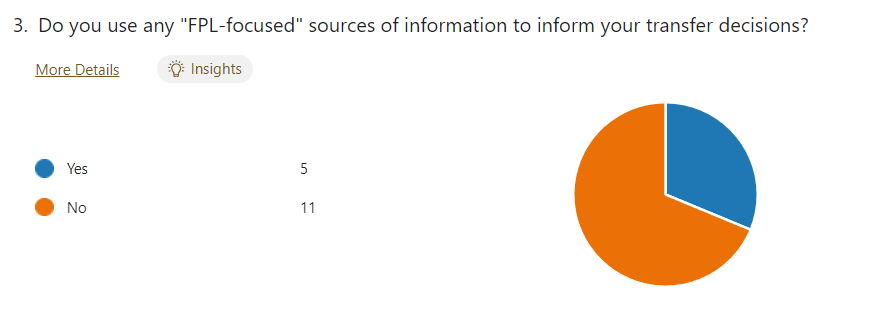 3. Do you use any "FPL-focused" sources of information to inform your transfer decisions?
More Details Insights
Yes 5
No 11